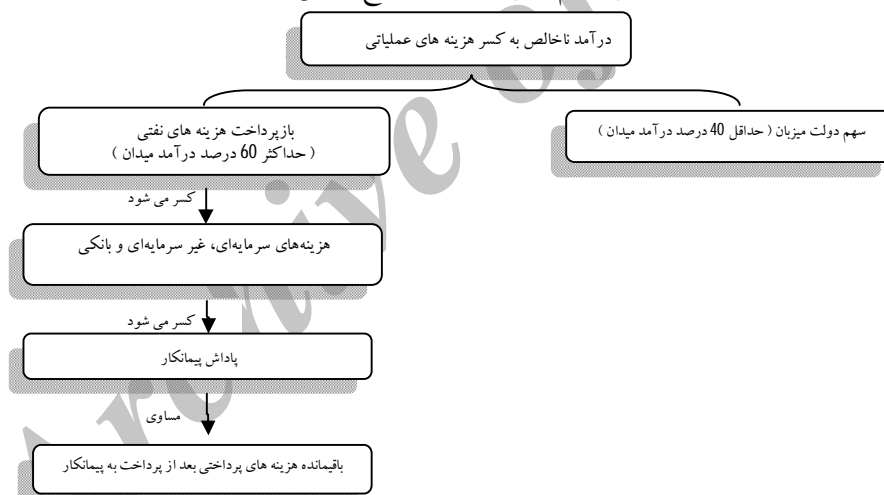 درآمد ناخالص به کسر هزینه های عملیاتی
سهم دولت میزبان ( حداقل 40 درصد درآمد میدان )
بازپرداخت هزینه های نفتی
( حداکثر 60 درصد درآمد میدان )
کسر می شود
هزینه‌های سرمایه‌ای، غیر سرمایه‌ای و بانکی
کسر می شود
پاداش پیمانکار
مساوی
باقیمانده هزینه های پرداختی بعد از پرداخت به پیمانکار
Archive of